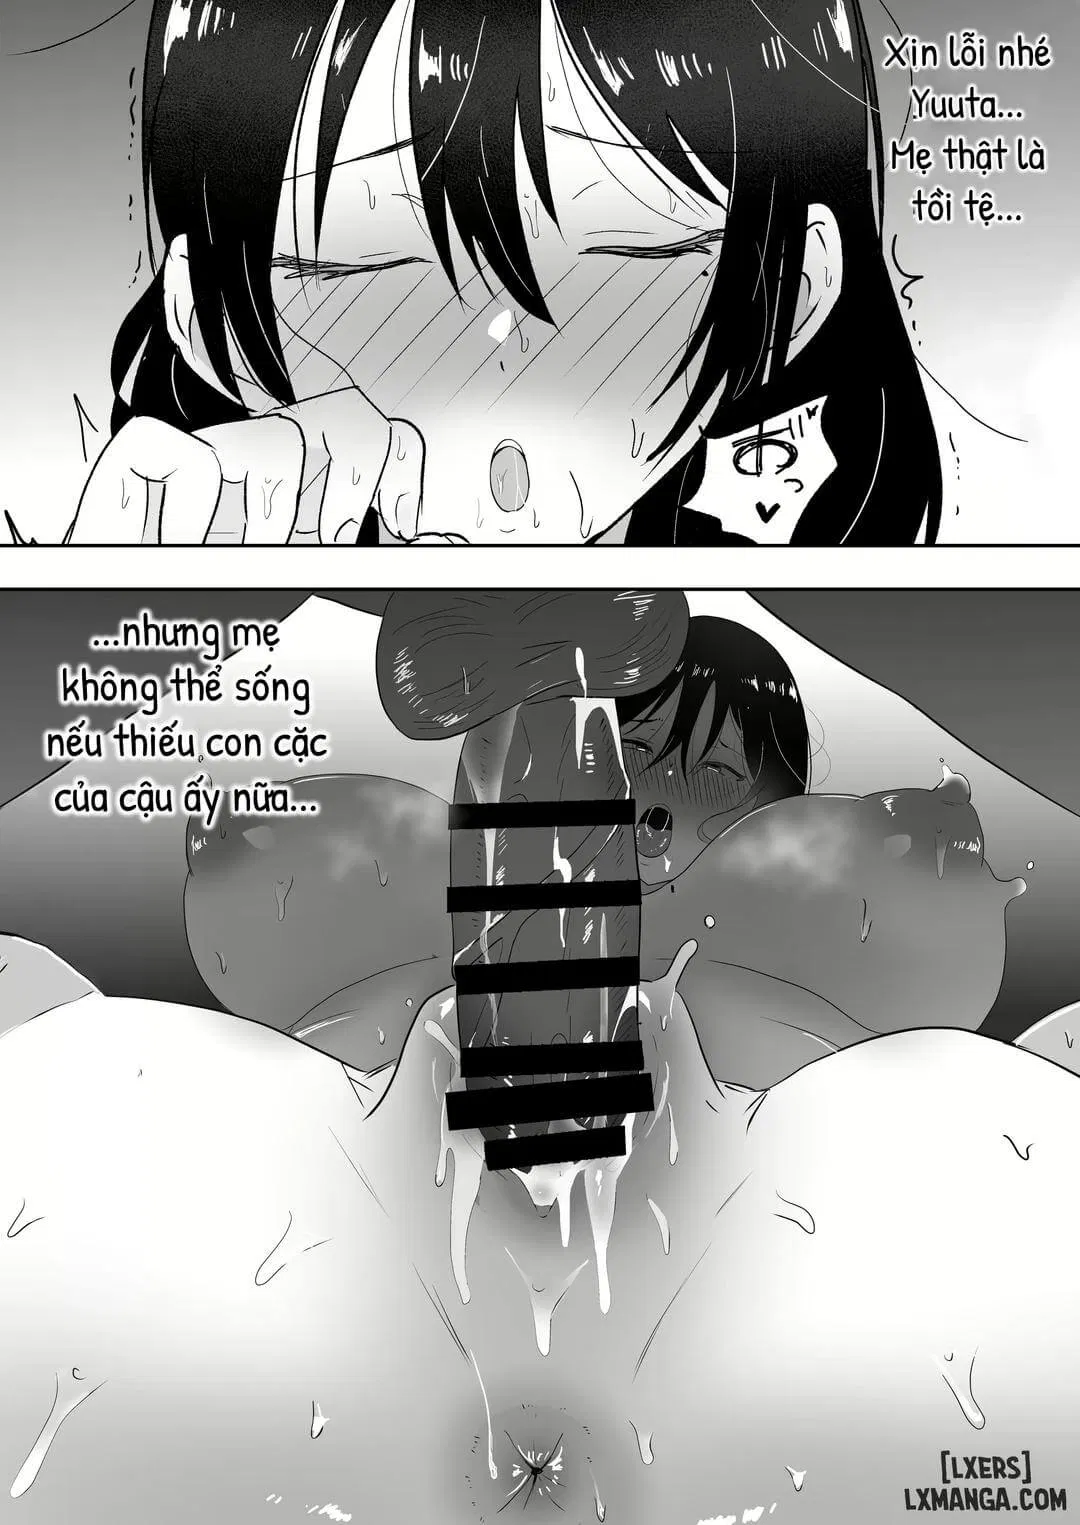 Xin lỗi nhé
Yuuta...
Mẹ thật là
tồi tệ...
...nhưng mẹ
không thể sống
nếu thiếu con cặc
của cậu ấy nữa...
[LXERS]
LXMANGA.COM